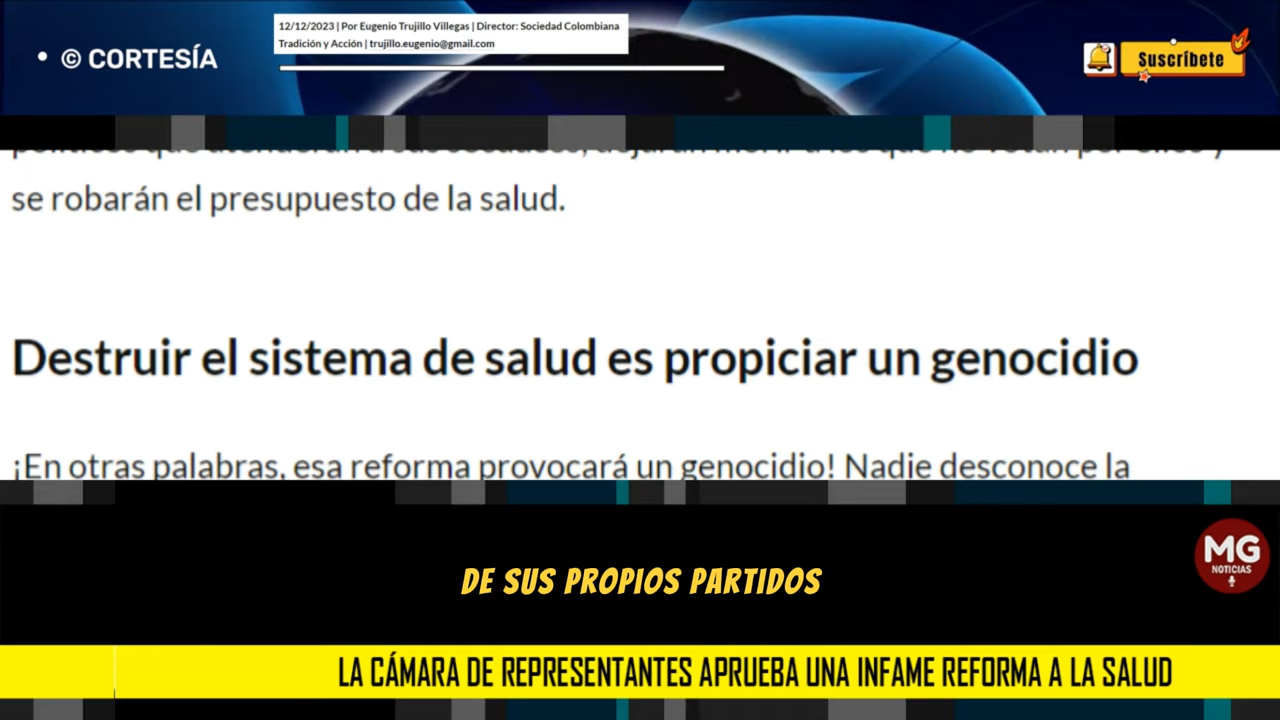 • © CORTESÍA
12/12/2023 | Por Eugenio Trujillo Villegas | Director: Sociedad Colombiana
Tradición y Acción | trujillo.eugenio@gmail.com
Suscríbete
se robarán el presupuesto de la salud.
Destruir el sistema de salud es propiciar un genocidio
¡En otras palabras, esa reforma provocará un genocidio! Nadie desconoce la
DE SUS PROPIOS PARTIDOS
MG
NOTICIAS
LA CÁMARA DE REPRESENTANTES APRUEBA UNA INFAME REFORMA A LA SALUD